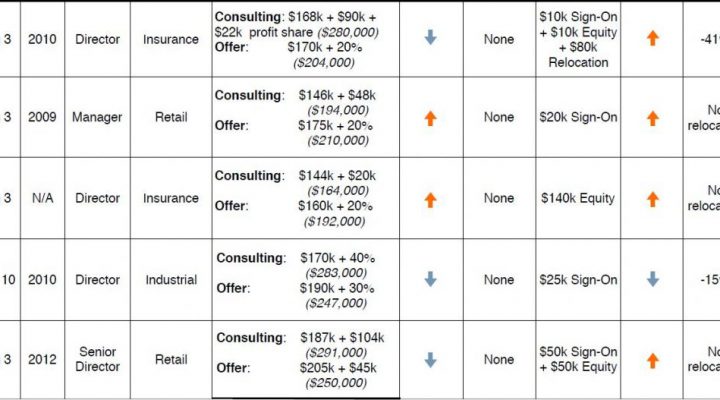 3 2010 Director Insurance
Consulting: $168k + $90k +
$22k profit share ($280,000)
Offer: $170k + 20%
($204,000)
None
$10k Sign-On
+ $10k Equity
+ $80k
Relocation
-41
3 2009 Manager Retail
Consulting: $146k + $48k
($194,000)
Offer: $175k + 20%
($210,000)
None
$20k Sign-On
No
reloca
3 N/A Director Insurance
Consulting: $144k + $20k
($164,000)
Offer: $160k + 20%
($192,000)
None
$140k Equity
No
reloca
10 2010 Director Industrial
Consulting: $170k + 40%
($283,000)
Offer: $190k + 30%
($247,000)
None
$25k Sign-On
-15
3 2012 Senior
Director
Retail
Consulting: $187k + $104k
($291,000)
Offer: $205k + $45k
($250,000)
None
$50k Sign-On
+ $50k Equity
No
reloca